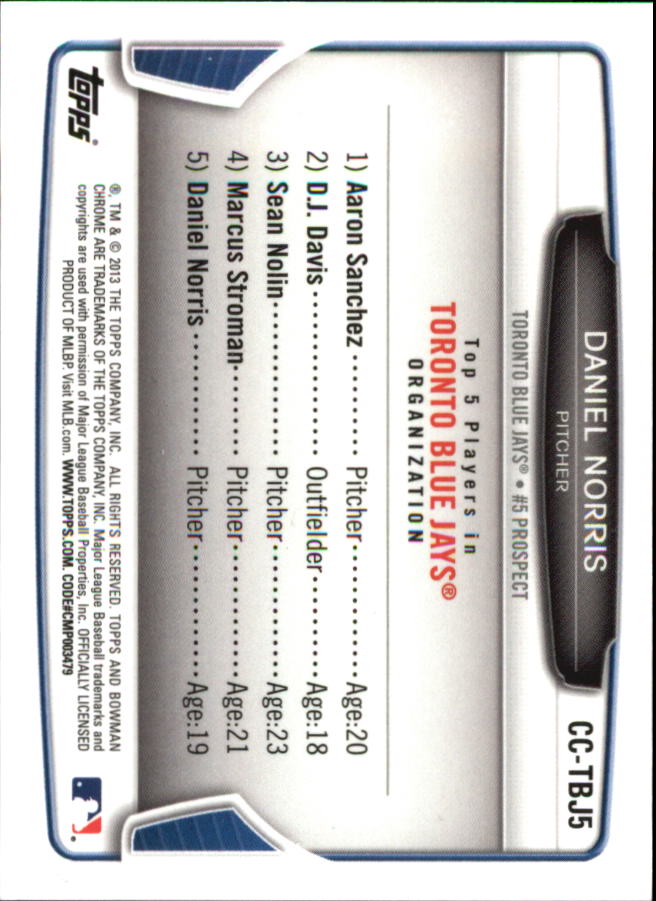 CC-TBJ5
DANIEL NORRIS
PITCHER
TORONTO BLUE JAYS® • #5 PROSPECT
Top 5 Players in
TORONTO BLUE JAYS®
ORGANIZATION
1) Aaron Sanchez .......... Pitcher .............. Age:20
2) D.J. Davis .................. Outfielder .......... Age:18
3) Sean Nolin ................ Pitcher .............. Age:23
4) Marcus Stroman ....... Pitcher .............. Age:21
5) Daniel Norris ............ Pitcher .............. Age:19
®, TM & © 2013 THE TOPPS COMPANY, INC. ALL RIGHTS RESERVED. TOPPS AND BOWMAN
CHROME ARE TRADEMARKS OF THE TOPPS COMPANY, INC. Major League Baseball trademarks and
copyrights are used with permission of Major League Baseball Properties, Inc. OFFICIALLY LICENSED
PRODUCT OF MLBP. Visit MLB.com. WWW.TOPPS.COM. CODE#CMP003479
topps®